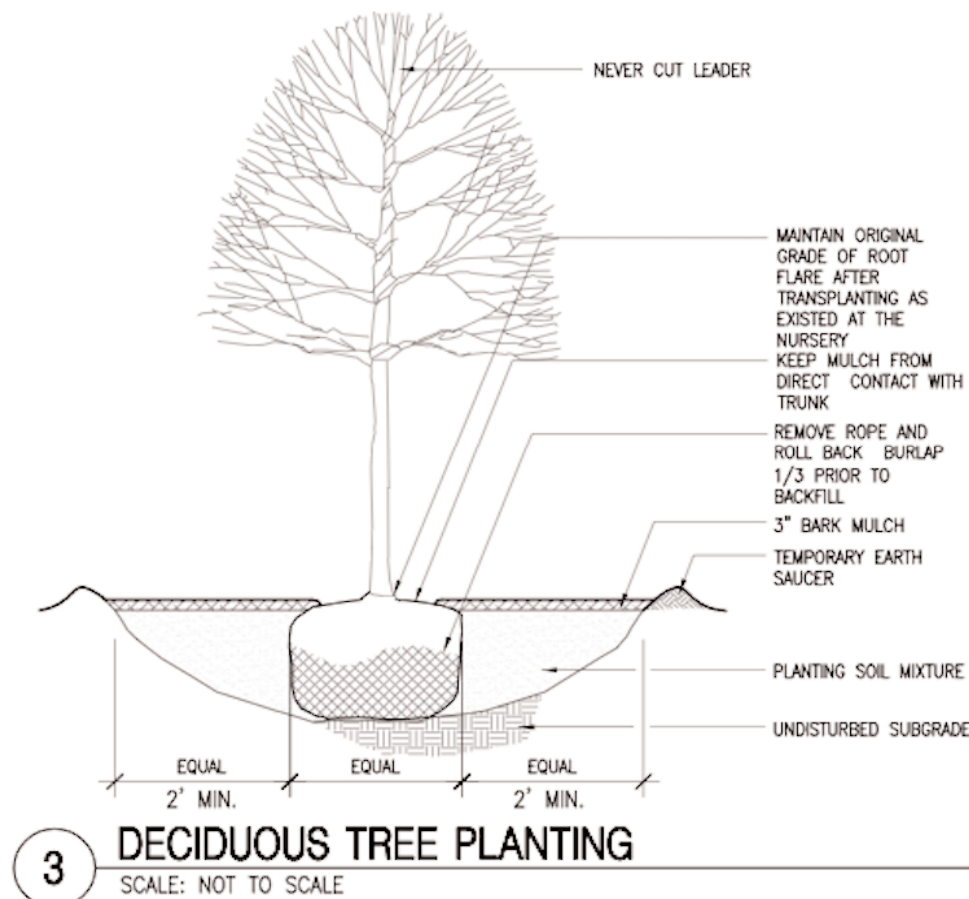 NEVER CUT LEADER
MAINTAIN ORIGINAL
GRADE OF ROOT
FLARE AFTER
TRANSPLANTING AS
EXISTED AT THE
NURSERY
KEEP MULCH FROM
DIRECT CONTACT WITH
TRUNK
REMOVE ROPE AND
ROLL BACK BURLAP
1/3 PRIOR TO
BACKFILL
3" BARK MULCH
TEMPORARY EARTH
SAUCER
PLANTING SOIL MIXTURE
UNDISTURBED SUBGRADE
EQUAL EQUAL EQUAL
2' MIN. 2' MIN.
3 DECIDUOUS TREE PLANTING
SCALE: NOT TO SCALE